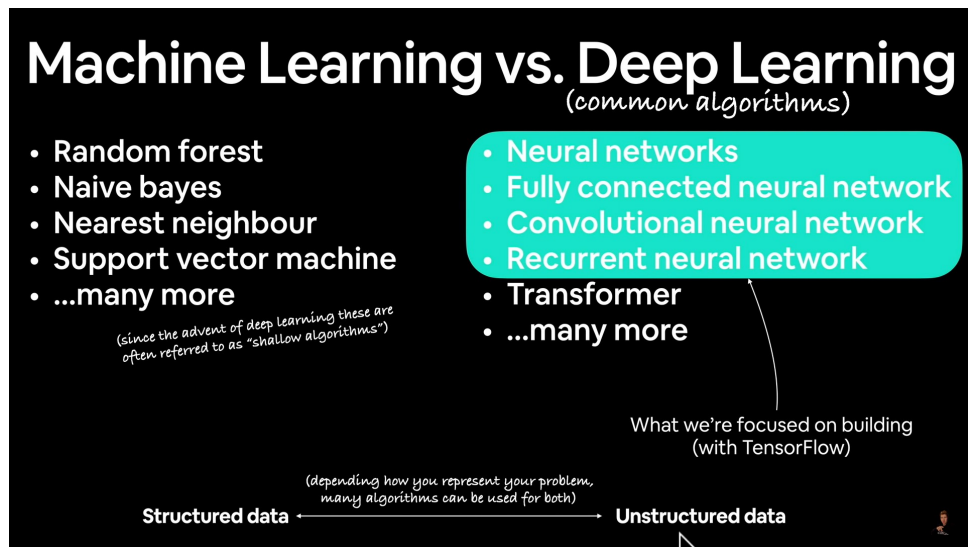 Machine Learning vs. Deep Learning
(common algorithms)
• Random forest
• Naive bayes
• Nearest neighbour
• Support vector machine
• ...many more
(since the advent of deep learning these are
often referred to as “shallow algorithms”)
• Neural networks
• Fully connected neural network
• Convolutional neural network
• Recurrent neural network
• Transformer
• ...many more
What we’re focused on building
(with TensorFlow)
(depending how you represent your problem,
many algorithms can be used for both)
Structured data
Unstructured data